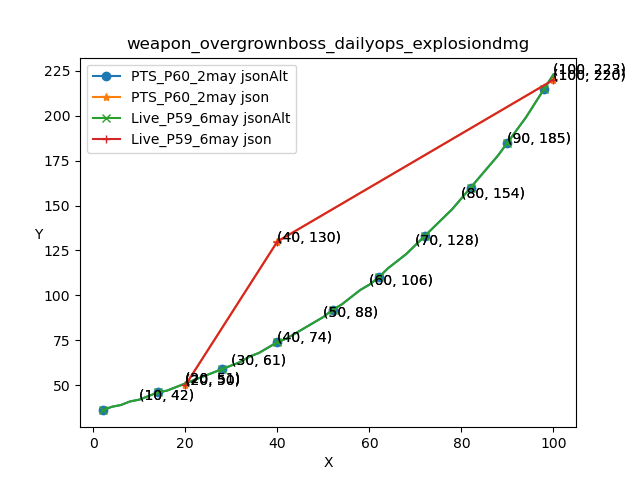 weapon_overgrownboss_dailyops_explosiondmg
PTS_P60_2may jsonAlt
PTS_P60_2may json
Live_P59_6may jsonAlt
Live_P59_6may json
(100, 223)
(100, 220)
(90, 185)
(80, 154)
(70, 128)
(40, 130)
(60, 106)
(50, 88)
(40, 74)
(30, 61)
(20, 51)
(20, 50)
(10, 42)
225
200
175
150
125
100
75
50
Y
0 20 40 60 80 100
X